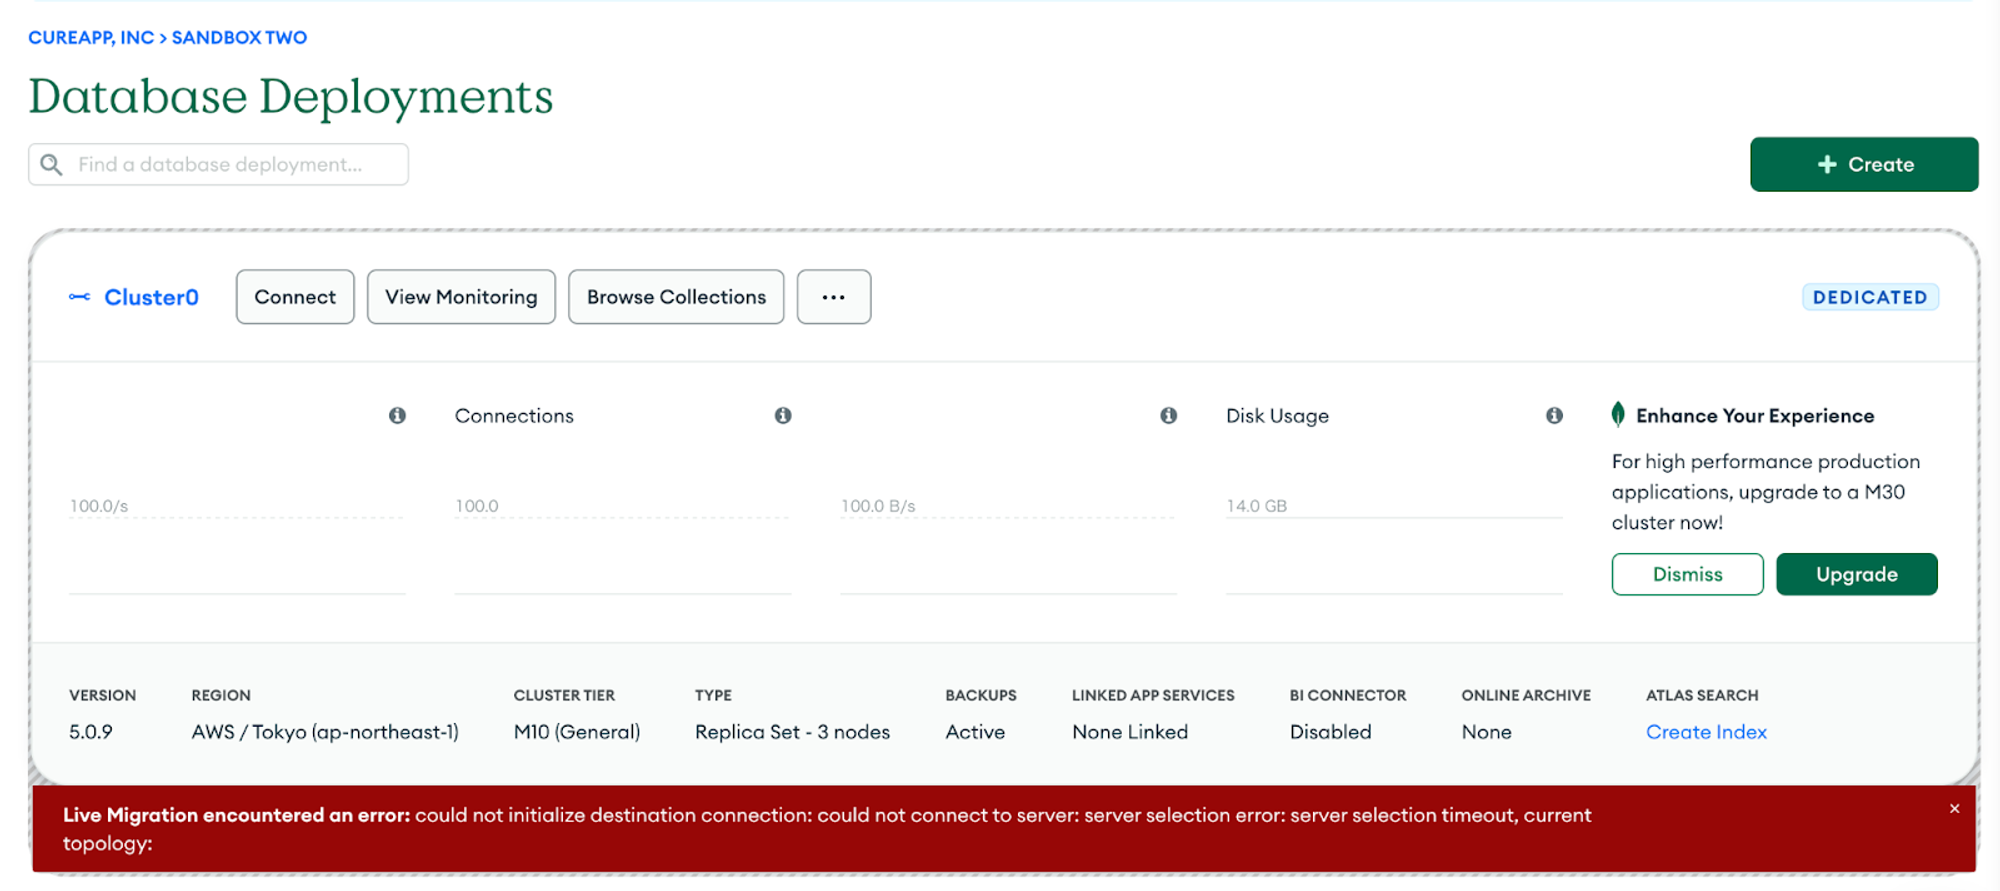 CUREAPP, INC > SANDBOX TWO
Database Deployments
Find a database deployment...
+ Create
Cluster0
Connect
View Monitoring
Browse Collections
...
DEDICATED
Connections
Disk Usage
100.0/s
100.0
100.0 B/s
14.0 GB
Enhance Your Experience
For high performance production
applications, upgrade to a M30
cluster now!
Dismiss
Upgrade
VERSION
5.0.9
REGION
AWS / Tokyo (ap-northeast-1)
CLUSTER TIER
M10 (General)
TYPE
Replica Set - 3 nodes
BACKUPS
Active
LINKED APP SERVICES
None Linked
BI CONNECTOR
Disabled
ONLINE ARCHIVE
None
ATLAS SEARCH
Create Index
Live Migration encountered an error: could not initialize destination connection: could not connect to server: server selection error: server selection timeout, current
topology: